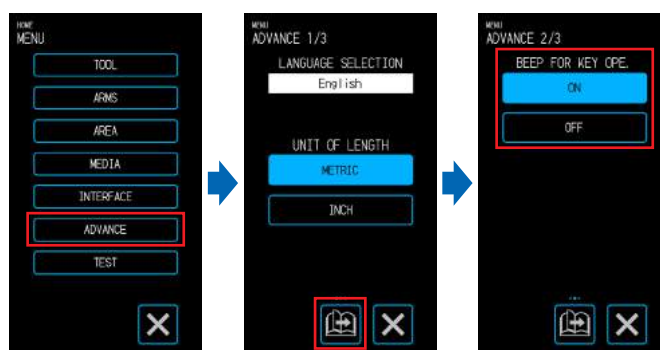 HOME
MENU
TOOL
ARMS
AREA
MEDIA
INTERFACE
ADVANCE
TEST
MENU
ADVANCE 1/3
LANGUAGE SELECTION
English
UNIT OF LENGTH
METRIC
INCH
MENU
ADVANCE 2/3
BEEP FOR KEY OPE.
ON
OFF